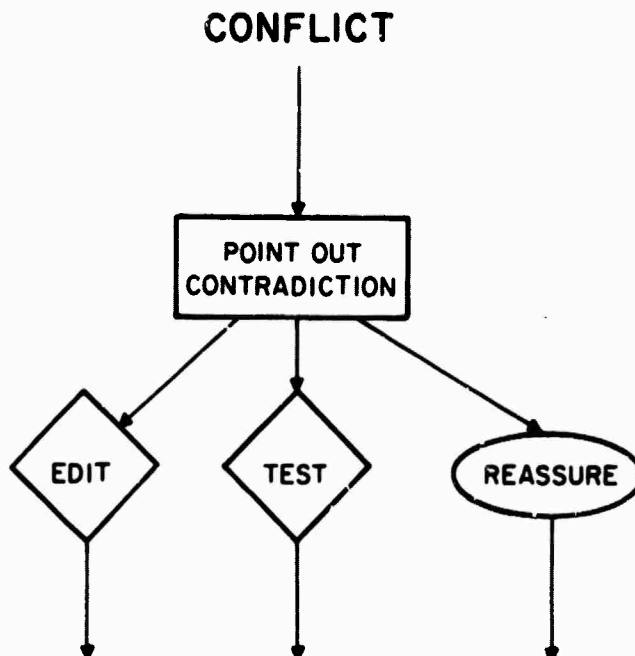 CONFLICT
POINT OUT
CONTRADICTION
EDIT
TEST
REASSURE